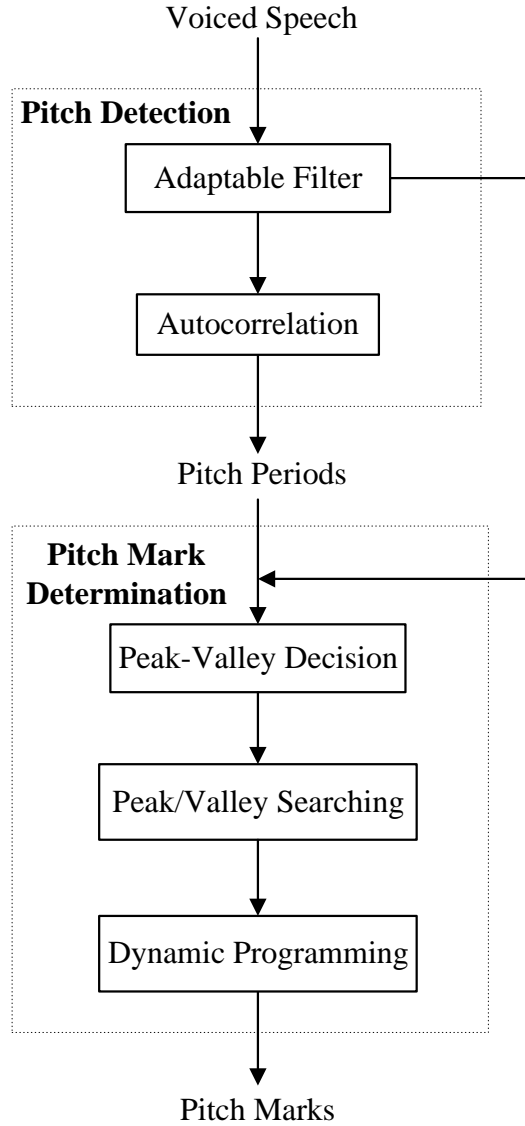 Voiced Speech
Pitch Detection
Adaptable Filter
Autocorrelation
Pitch Periods
Pitch Mark
Determination
Peak-Valley Decision
Peak/Valley Searching
Dynamic Programming
Pitch Marks